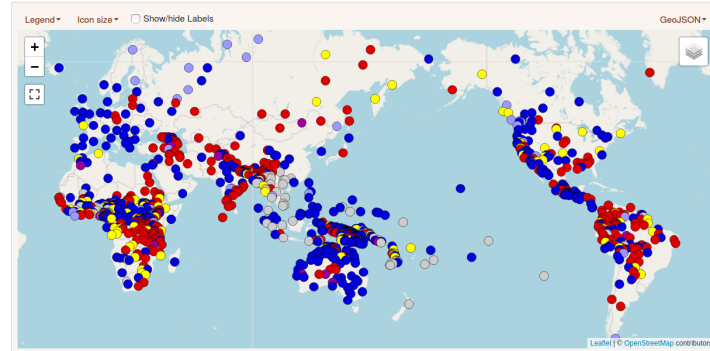 Legend Icon size Show/hide Labels GeoJSON
+
−
Leaflet | © OpenStreetMap contributors